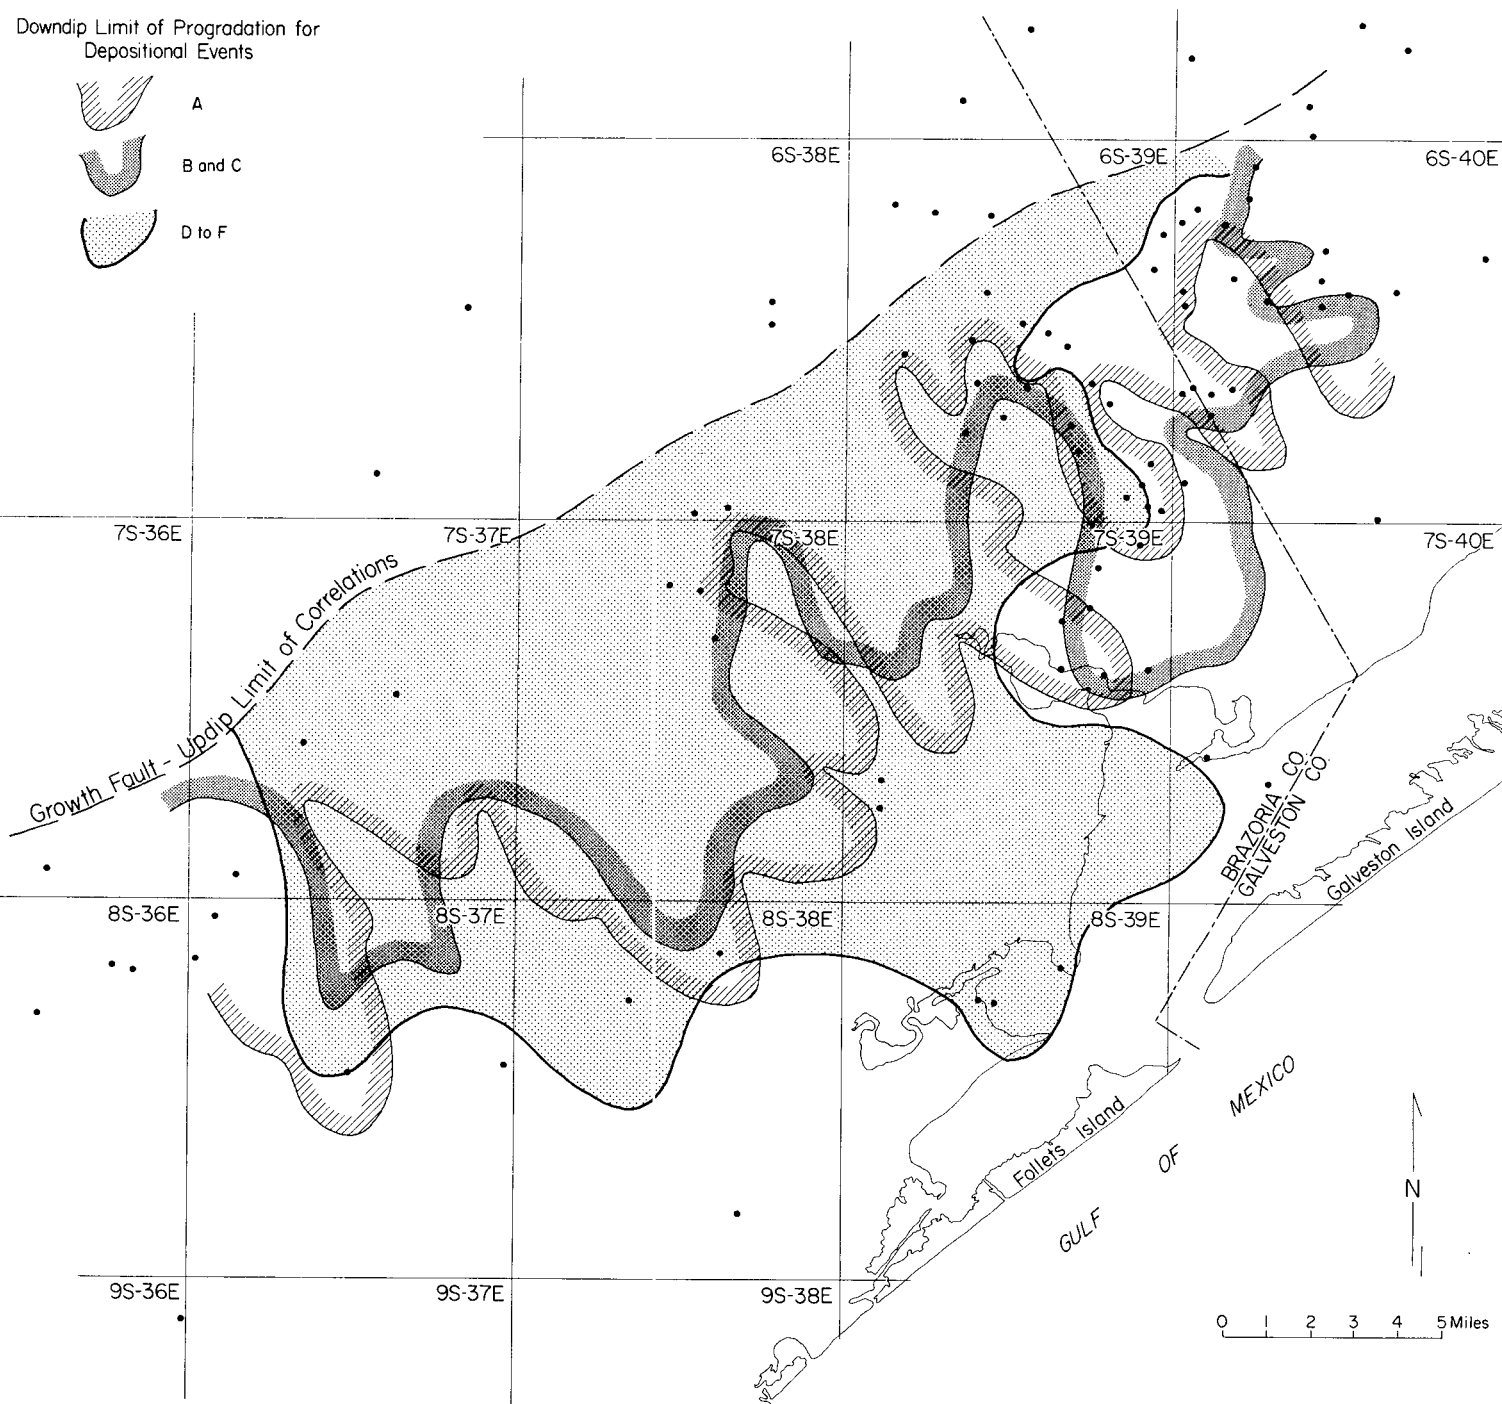 Downdip Limit of Progradation for
Depositional Events
A
B and C
D to F
6S-38E
6S-39E
6S-40E
7S-36E
7S-37E
7S-38E
7S-39E
7S-40E
Growth Fault - Updip Limit of Correlations
8S-36E
8S-37E
8S-38E
8S-39E
BRAZORIA CO.
GALVESTON CO.
Galveston Island
Follets Island
GULF OF MEXICO
9S-36E
9S-37E
9S-38E
N
0 1 2 3 4 5 Miles